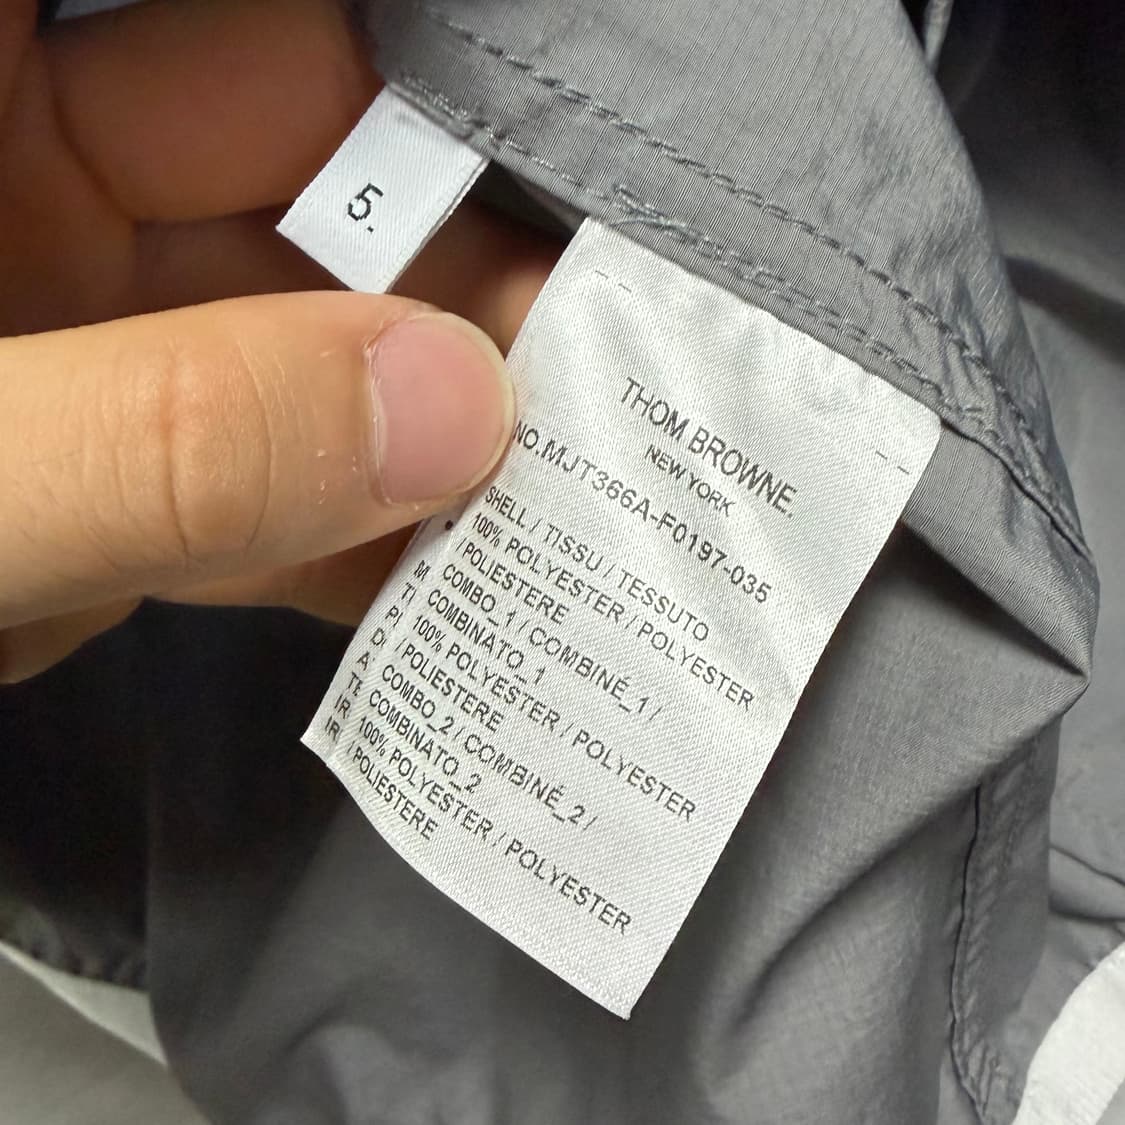 5.
THOM BROWNE.
NEW YORK
NO.MJT366A-F0197-035
SHELL / TISSU / TESSUTO
100% POLYESTER / POLYESTER
/ POLIESTERE
COMBO_1 / COMBINÉ_1 /
COMBINATO_1
100% POLYESTER / POLYESTER
/ POLIESTERE
COMBO_2 / COMBINÉ_2 /
COMBINATO_2
100% POLYESTER / POLYESTER
/ POLIESTERE